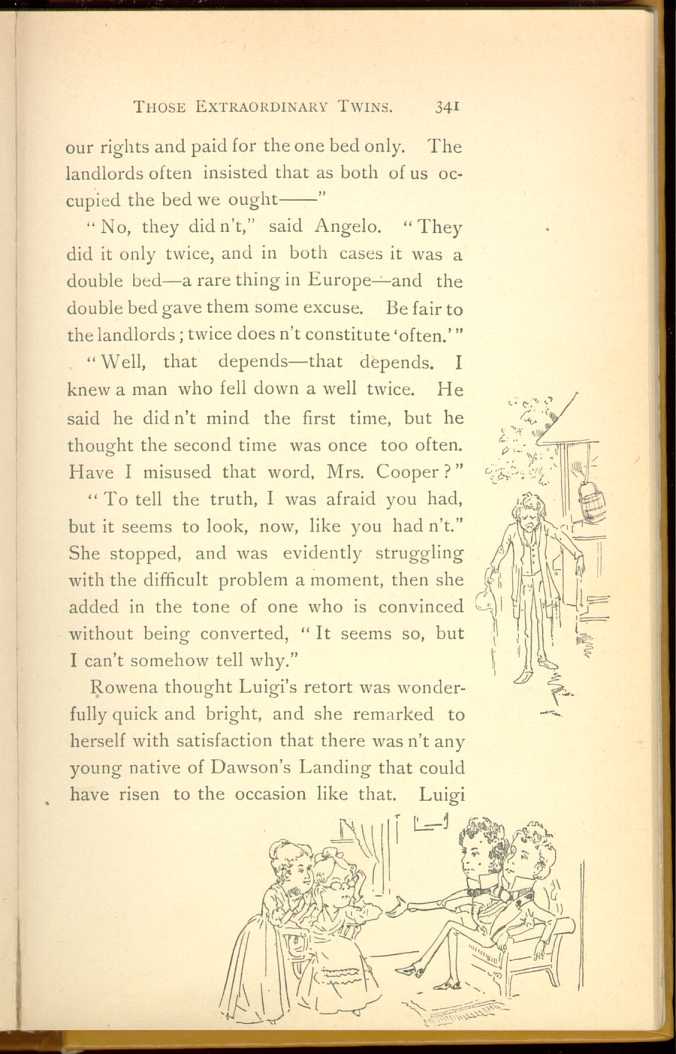 THOSE EXTRAORDINARY TWINS. 341
our rights and paid for the one bed only. The
landlords often insisted that as both of us oc-
cupied the bed we ought——"
"No, they did n't," said Angelo. "They
did it only twice, and in both cases it was a
double bed—a rare thing in Europe—and the
double bed gave them some excuse. Be fair to
the landlords; twice does n't constitute 'often.'"
"Well, that depends—that depends. I
knew a man who fell down a well twice. He
said he did n't mind the first time, but he
thought the second time was once too often.
Have I misused that word, Mrs. Cooper?"
"To tell the truth, I was afraid you had,
but it seems to look, now, like you had n't."
She stopped, and was evidently struggling
with the difficult problem a moment, then she
added in the tone of one who is convinced
without being converted, "It seems so, but
I can't somehow tell why."
Rowena thought Luigi's retort was wonder-
fully quick and bright, and she remarked to
herself with satisfaction that there was n't any
young native of Dawson's Landing that could
have risen to the occasion like that. Luigi